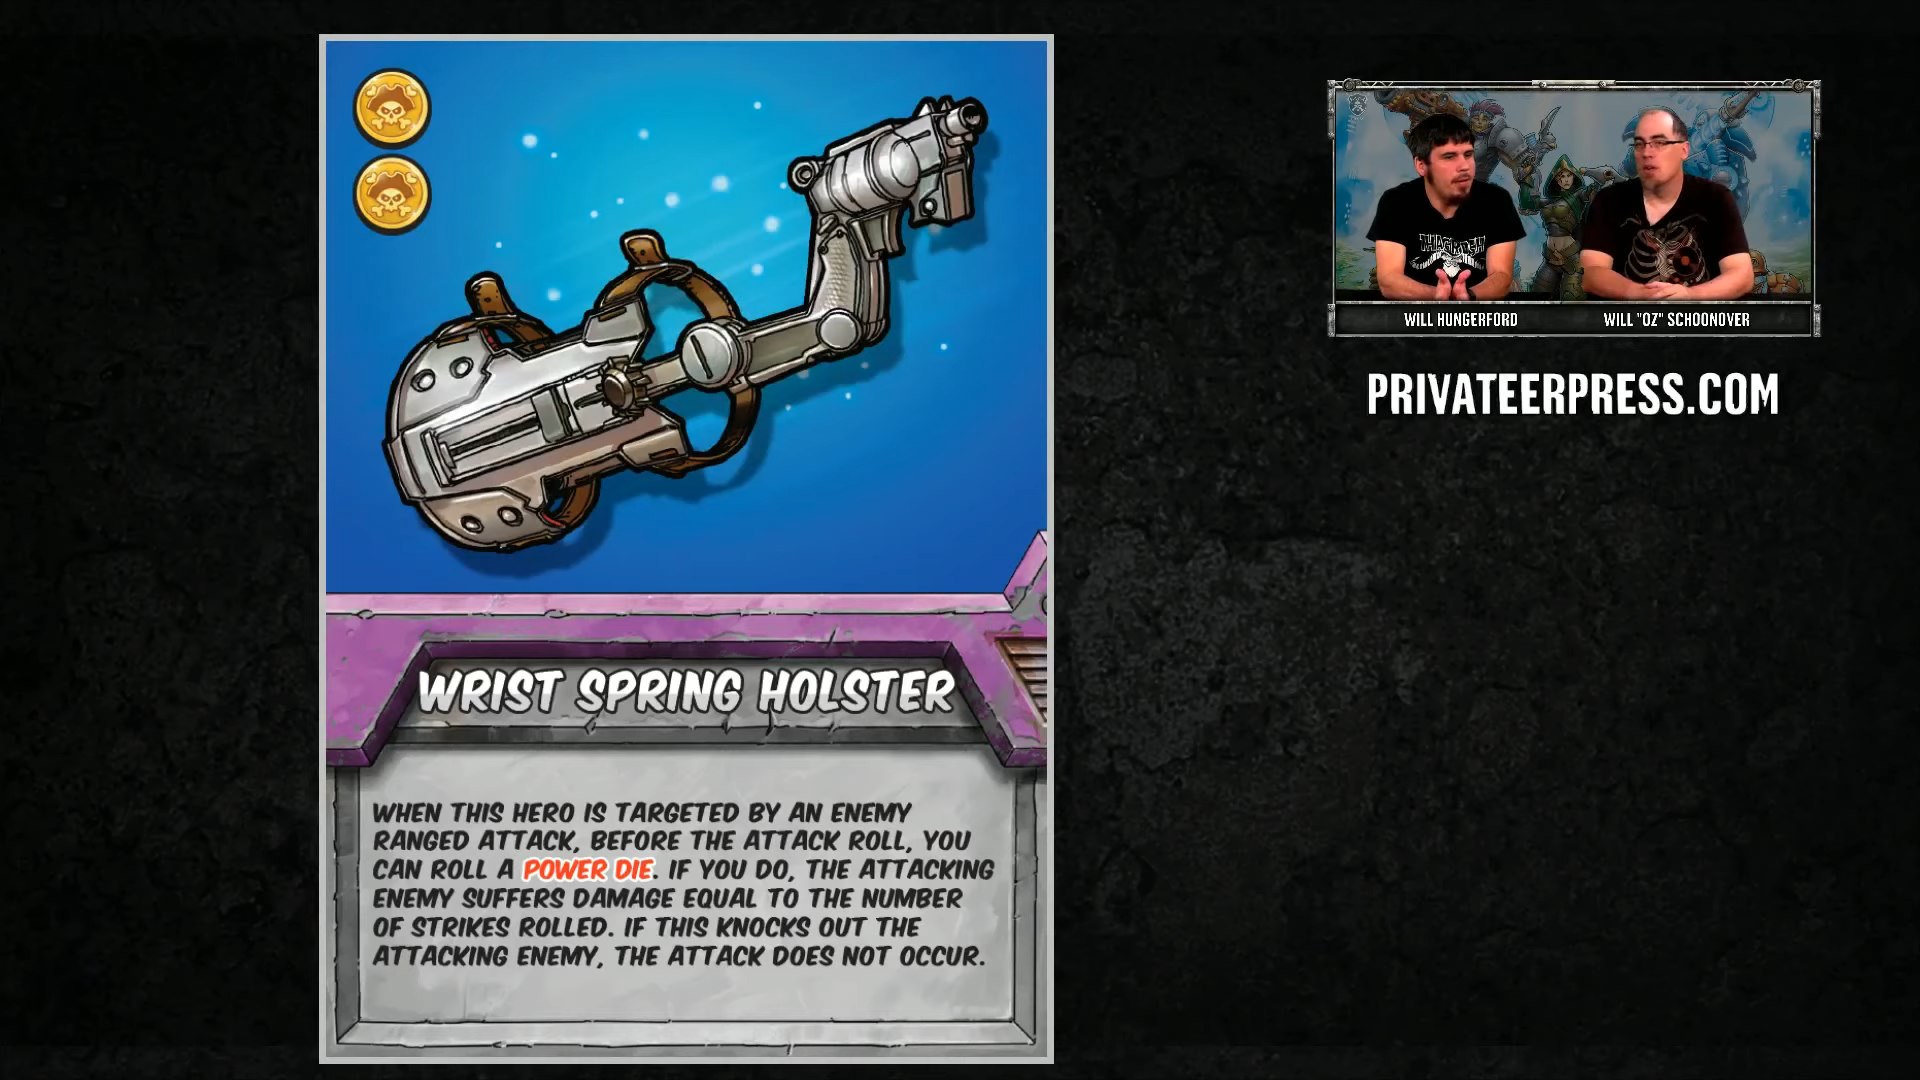 WRIST SPRING HOLSTER
WHEN THIS HERO IS TARGETED BY AN ENEMY
RANGED ATTACK, BEFORE THE ATTACK ROLL, YOU
CAN ROLL A POWER DIE. IF YOU DO, THE ATTACKING
ENEMY SUFFERS DAMAGE EQUAL TO THE NUMBER
OF STRIKES ROLLED. IF THIS KNOCKS OUT THE
ATTACKING ENEMY, THE ATTACK DOES NOT OCCUR.
WILL HUNGERFORD
WILL "OZ" SCHOONOVER
PRIVATEERPRESS.COM